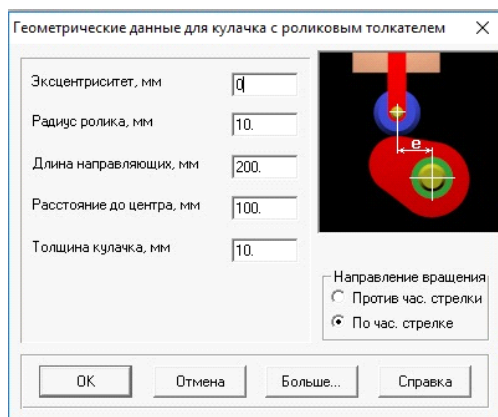 Геометрические данные для кулачка с роликовым толкателем
Эксцентриситет, мм 0
Радиус ролика, мм 10.
Длина направляющих, мм 200.
Расстояние до центра, мм 100.
Толщина кулачка, мм 10.
e
Направление вращения
Против час. стрелки
По час. стрелке
OK Отмена Больше... Справка